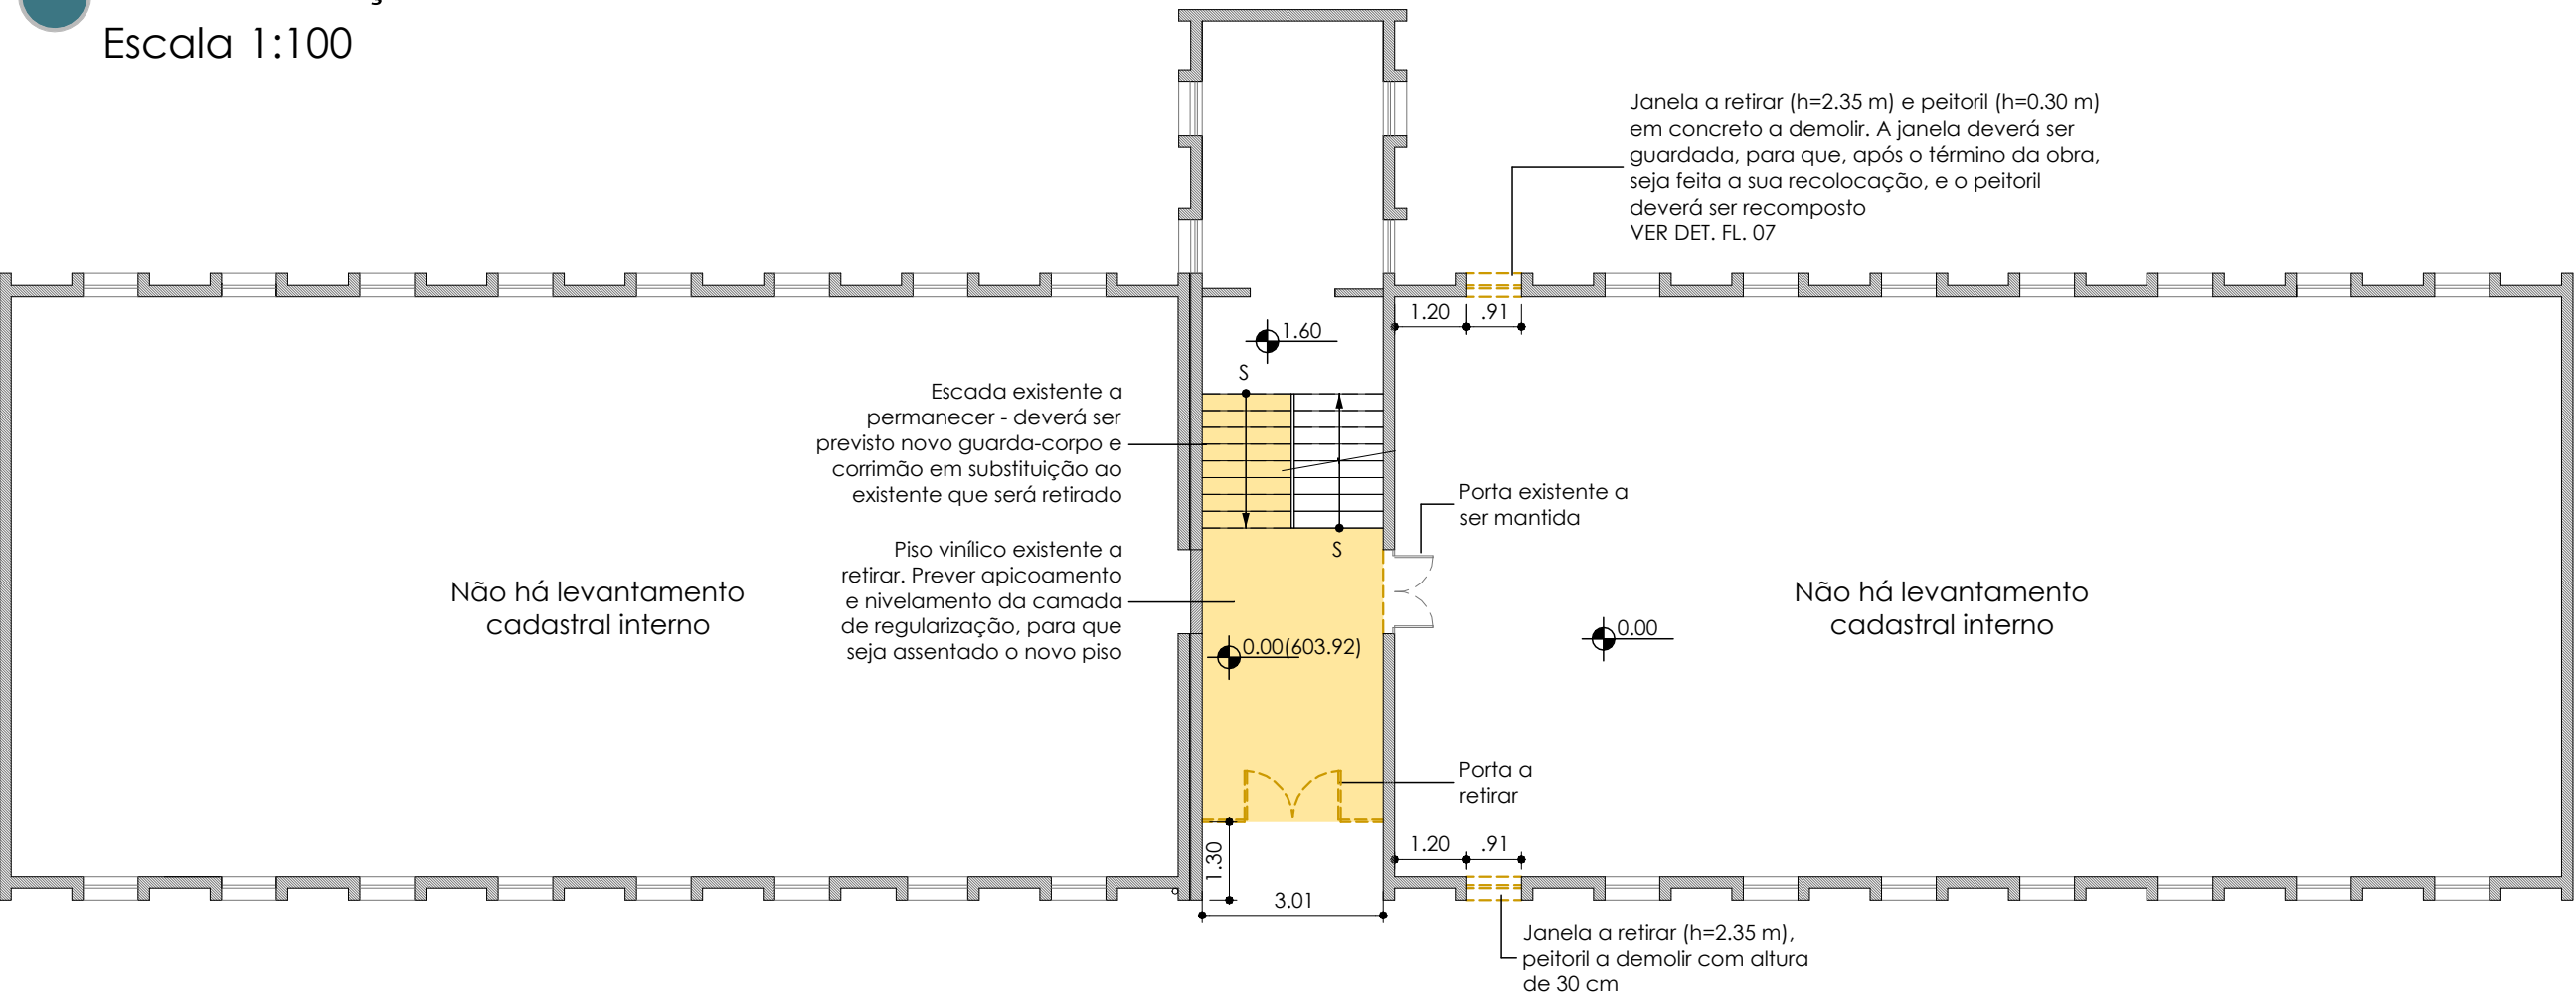 Escala 1:100
Janela a retirar (h=2.35 m) e peitoril (h=0.30 m)
em concreto a demolir. A janela deverá ser
guardada, para que, após o término da obra,
seja feita a sua recolocação, e o peitoril
deverá ser recomposto
VER DET. FL. 07
1.20
.91
1.60
S
Escada existente a
permanecer - deverá ser
previsto novo guarda-corpo e
corrimão em substituição ao
existente que será retirado
Porta existente a
ser mantida
S
Piso vinílico existente a
retirar. Prever apicoamento
e nivelamento da camada
de regularização, para que
seja assentado o novo piso
Não há levantamento
cadastral interno
Não há levantamento
cadastral interno
0.00
0.00(603.92)
Porta a
retirar
1.20
.91
1.30
3.01
Janela a retirar (h=2.35 m),
peitoril a demolir com altura
de 30 cm